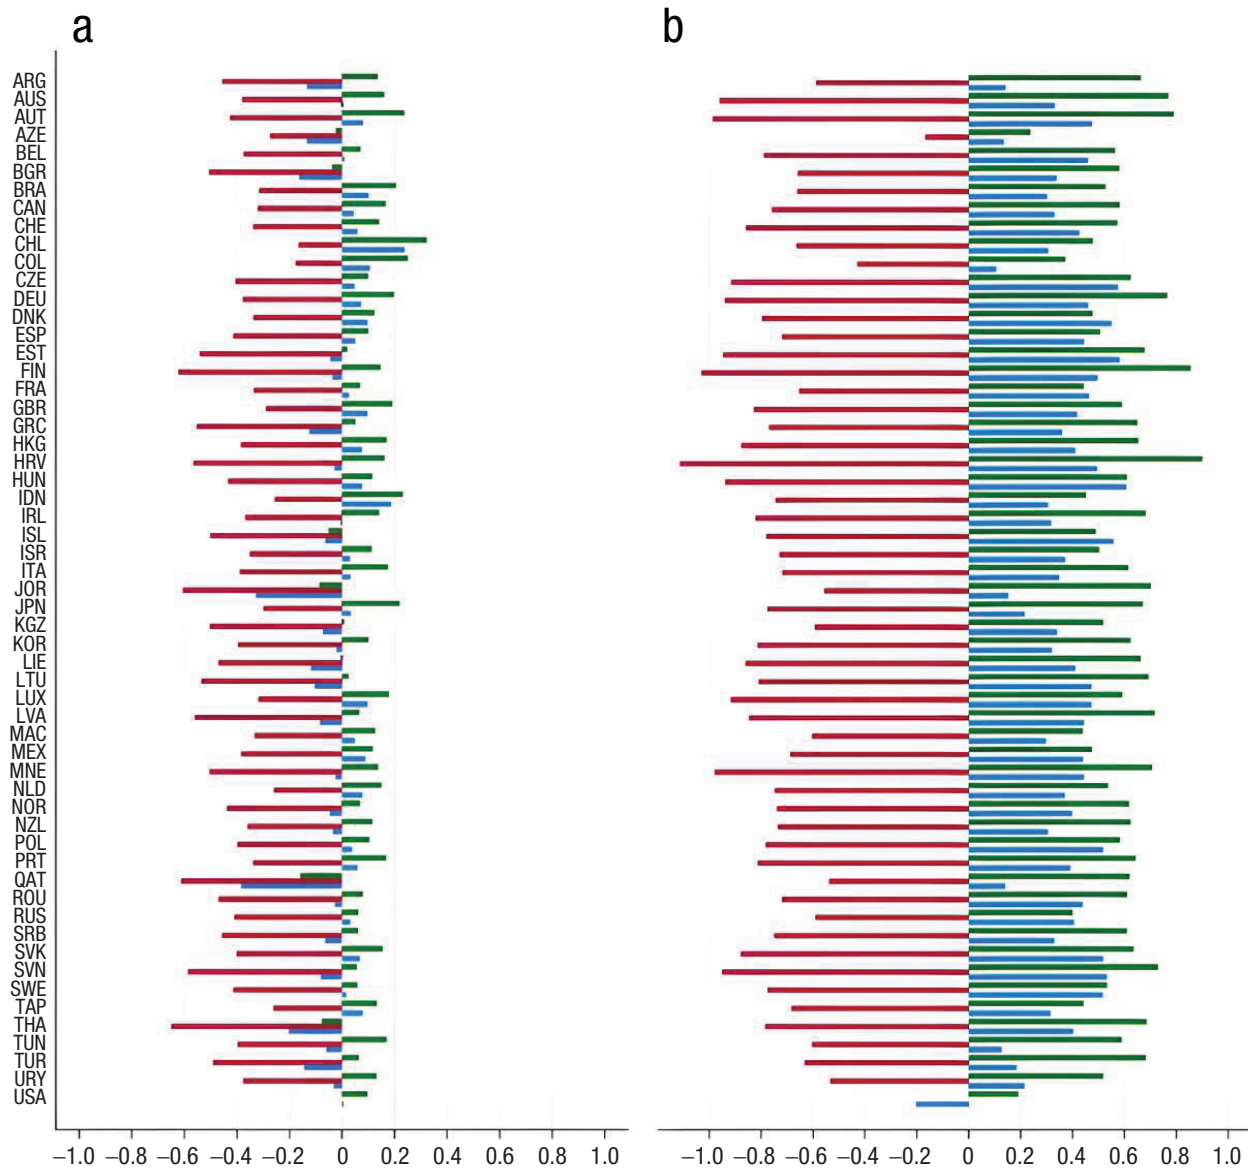 a
b
ARG
AUS
AUT
AZE
BEL
BGR
BRA
CAN
CHE
CHL
COL
CZE
DEU
DNK
ESP
EST
FIN
FRA
GBR
GRC
HKG
HRV
HUN
IDN
IRL
ISL
ISR
ITA
JOR
JPN
KGZ
KOR
LIE
LTU
LUX
LVA
MAC
MEX
MNE
NLD
NOR
NZL
POL
PRT
QAT
ROU
RUS
SRB
SVK
SVN
SWE
TAP
THA
TUN
TUR
URY
USA
−1.0 −0.8 −0.6 −0.4 −0.2 0 0.2 0.4 0.6 0.8 1.0
−1.0 −0.8 −0.6 −0.4 −0.2 0 0.2 0.4 0.6 0.8 1.0